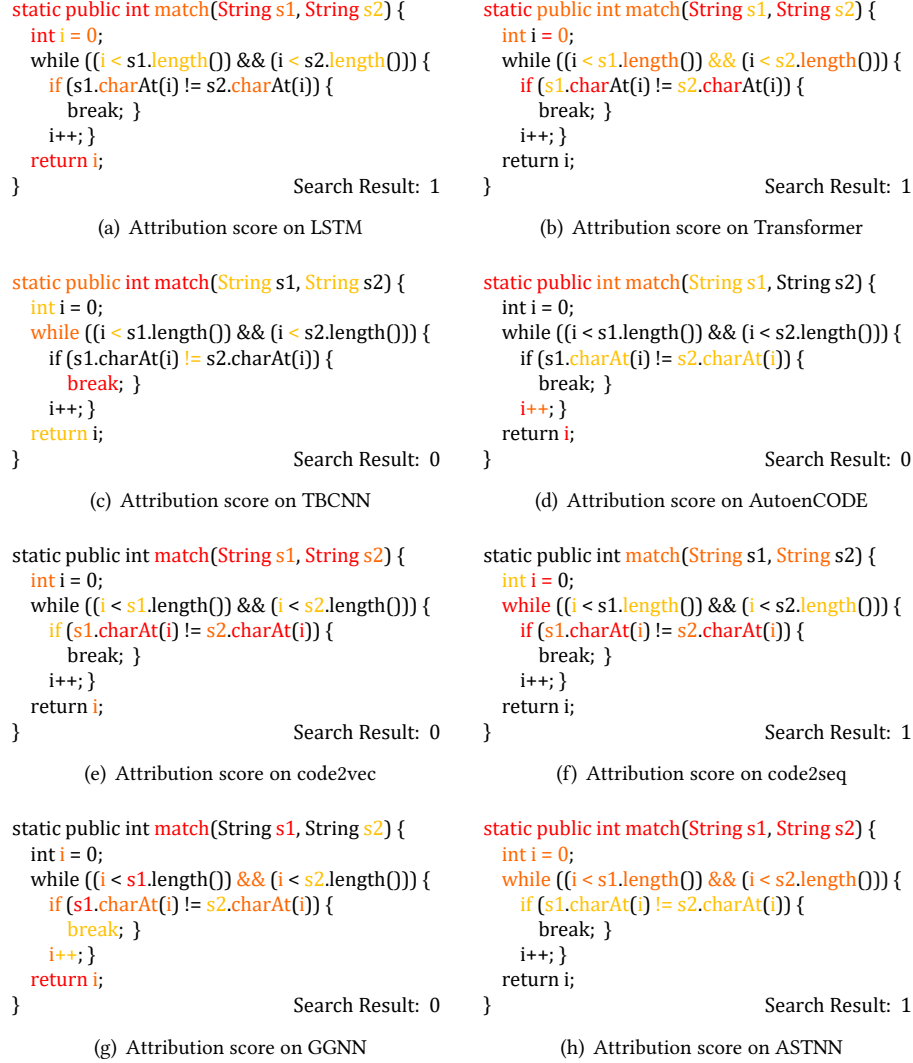 static public int match(String s1, String s2) {
int i = 0;
while ((i < s1.length()) && (i < s2.length())) {
if (s1.charAt(i) != s2.charAt(i)) {
break; }
i++; }
return i;
} Search Result: 1
(a) Attribution score on LSTM
static public int match(String s1, String s2) {
int i = 0;
while ((i < s1.length()) && (i < s2.length())) {
if (s1.charAt(i) != s2.charAt(i)) {
break; }
i++; }
return i;
} Search Result: 1
(b) Attribution score on Transformer
static public int match(String s1, String s2) {
int i = 0;
while ((i < s1.length()) && (i < s2.length())) {
if (s1.charAt(i) != s2.charAt(i)) {
break; }
i++; }
return i;
} Search Result: 0
(c) Attribution score on TBCNN
static public int match(String s1, String s2) {
int i = 0;
while ((i < s1.length()) && (i < s2.length())) {
if (s1.charAt(i) != s2.charAt(i)) {
break; }
i++; }
return i;
} Search Result: 0
(d) Attribution score on AutoenCODE
static public int match(String s1, String s2) {
int i = 0;
while ((i < s1.length()) && (i < s2.length())) {
if (s1.charAt(i) != s2.charAt(i)) {
break; }
i++; }
return i;
} Search Result: 0
(e) Attribution score on code2vec
static public int match(String s1, String s2) {
int i = 0;
while ((i < s1.length()) && (i < s2.length())) {
if (s1.charAt(i) != s2.charAt(i)) {
break; }
i++; }
return i;
} Search Result: 1
(f) Attribution score on code2seq
static public int match(String s1, String s2) {
int i = 0;
while ((i < s1.length()) && (i < s2.length())) {
if (s1.charAt(i) != s2.charAt(i)) {
break; }
i++; }
return i;
} Search Result: 0
(g) Attribution score on GGNN
static public int match(String s1, String s2) {
int i = 0;
while ((i < s1.length()) && (i < s2.length())) {
if (s1.charAt(i) != s2.charAt(i)) {
break; }
i++; }
return i;
} Search Result: 1
(h) Attribution score on ASTNN